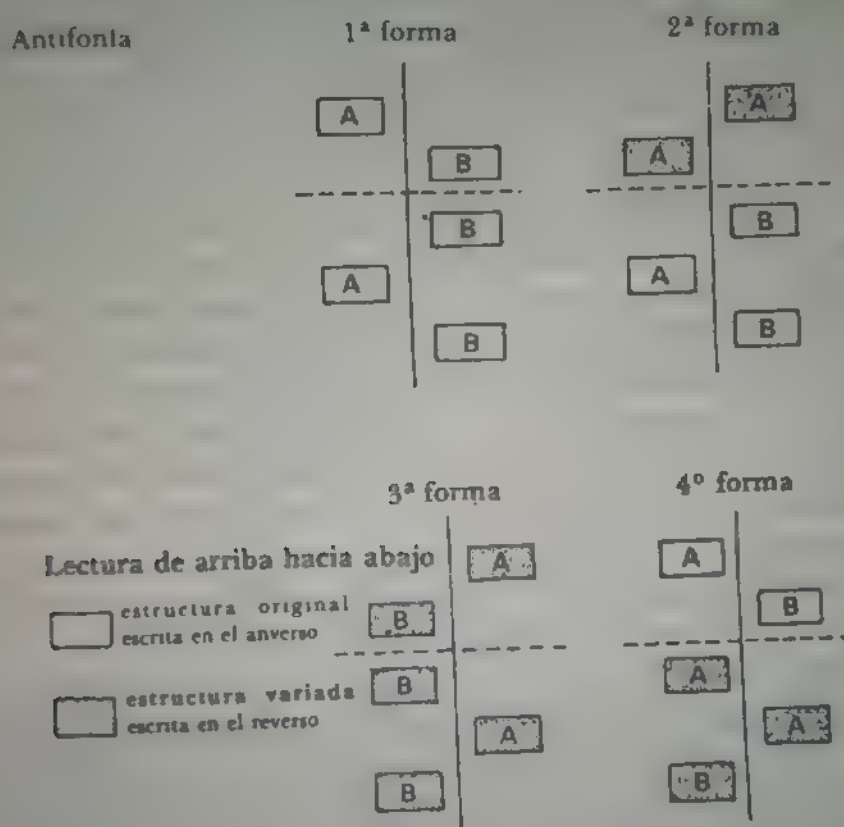 Antifonía 1ª forma 2ª forma
A
B
B
A
B
A
A
B
A
B
3ª forma 4º forma
Lectura de arriba hacia abajo
estructura original
escrita en el anverso
estructura variada
escrita en el reverso
A
B
B
A
B
A
B
A
A
B